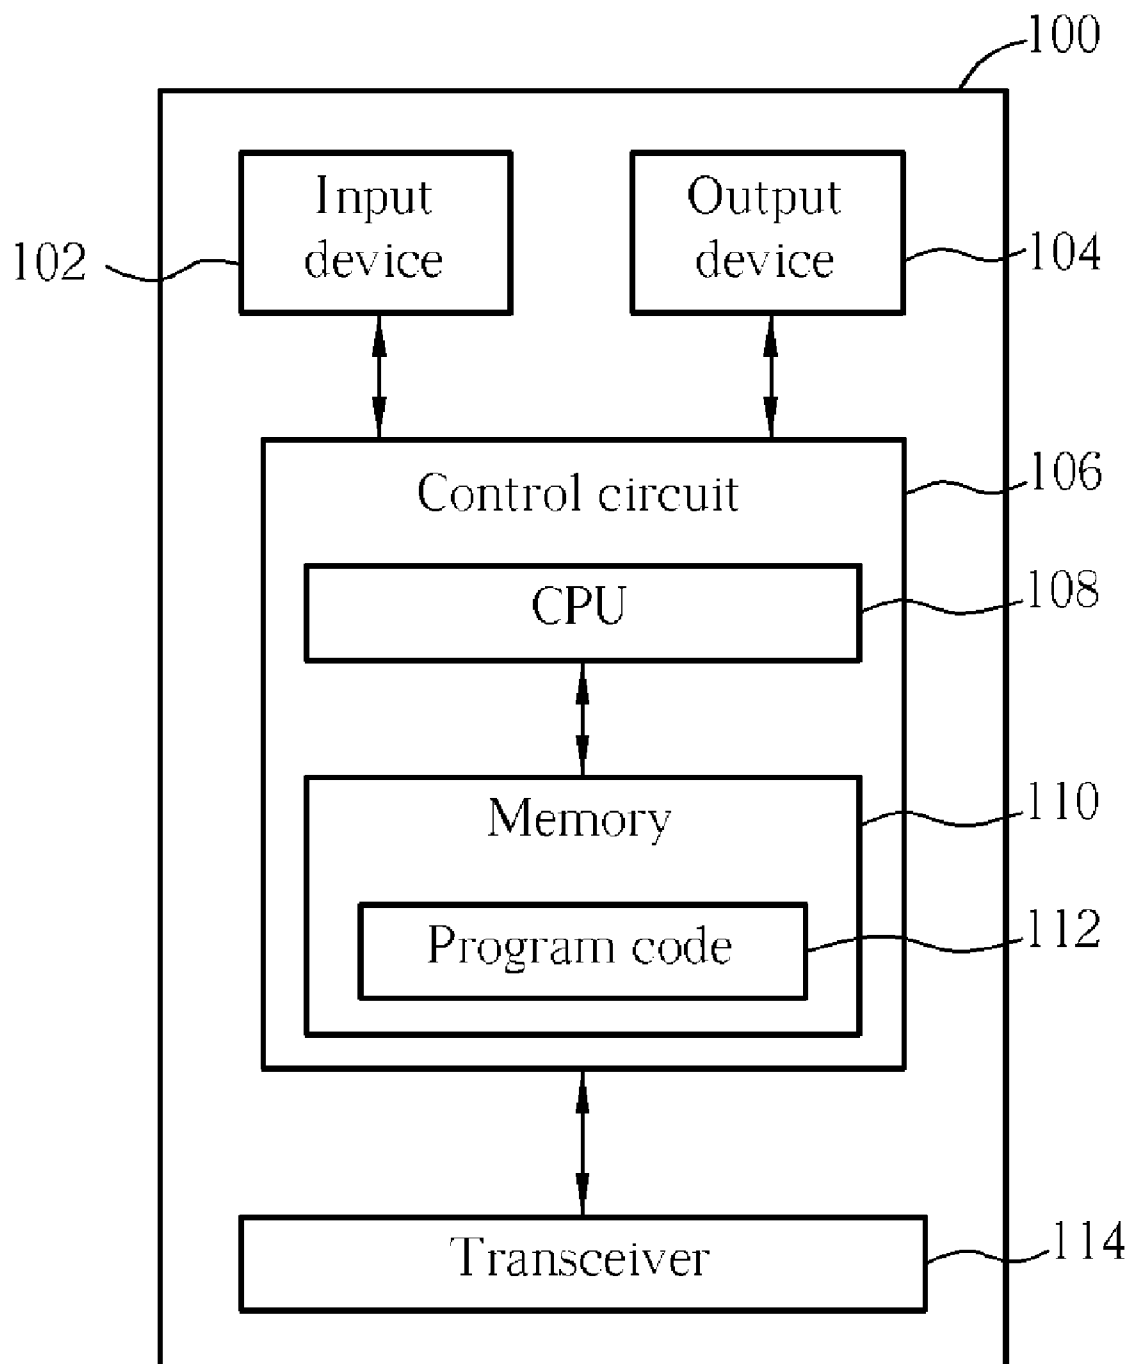 100
Input
device
Output
device
102
104
Control circuit
106
CPU
108
Memory
110
Program code
112
Transceiver
114